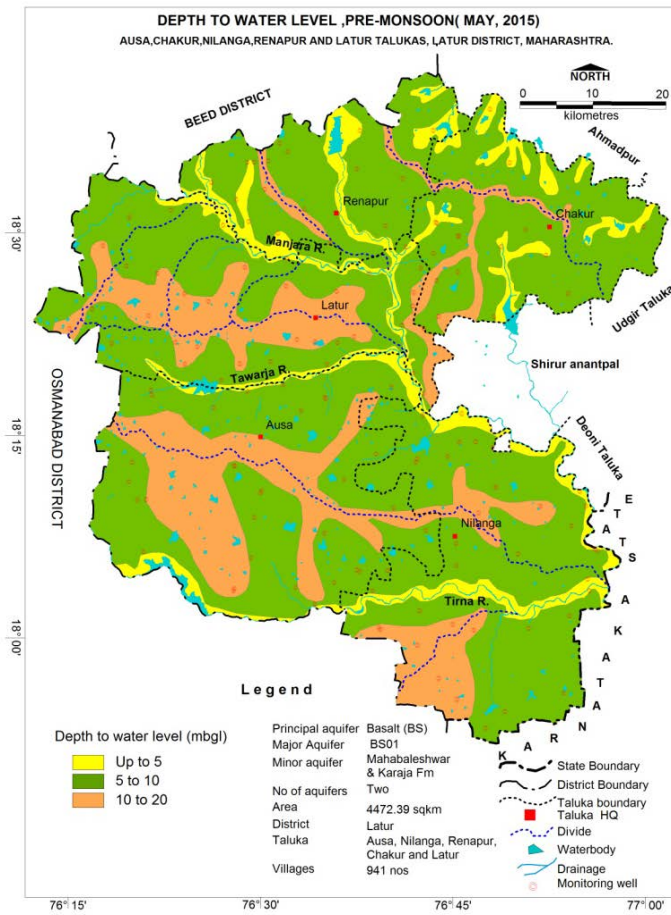 DEPTH TO WATER LEVEL ,PRE-MONSOON( MAY, 2015)
AUSA,CHAKUR,NILANGA,RENAPUR AND LATUR TALUKAS, LATUR DISTRICT, MAHARASHTRA.
NORTH
0 10 20
kilometres
BEED DISTRICT
Ahmadpur
Renapur
Chakur
18°30'
Manjara R.
Latur
Udgir Taluka
Shirur anantpal
Tawarja R.
OSMANABAD DISTRICT
18°15'
Ausa
Deoni Taluka
Nilanga
Tirna R.
KARNATAKA STATE
18°00'
Legend
Depth to water level (mbgl)
Up to 5
5 to 10
10 to 20
Principal aquifer Basalt (BS)
Major Aquifer BS01
Minor aquifer Mahabaleshwar
& Karaja Fm
No of aquifers Two
Area 4472.39 sqkm
District Latur
Taluka Ausa, Nilanga, Renapur,
Chakur and Latur
Villages 941 nos
State Boundary
District Boundary
Taluka boundary
Taluka HQ
Divide
Waterbody
Drainage
Monitoring well
76°15' 76°30' 76°45' 77°00'